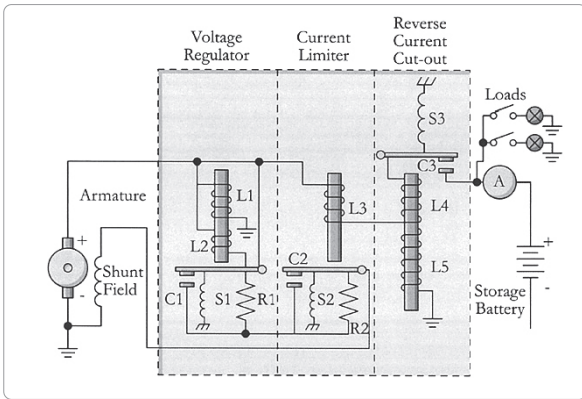 Voltage
Regulator
Current
Limiter
Reverse
Current
Cut-out
S3
Loads
C3
A
Armature
L1
L3
L4
L2
+
C2
+
Shunt
Field
L5
C1
S1
R1
S2
-
-
Storage
Battery
R2